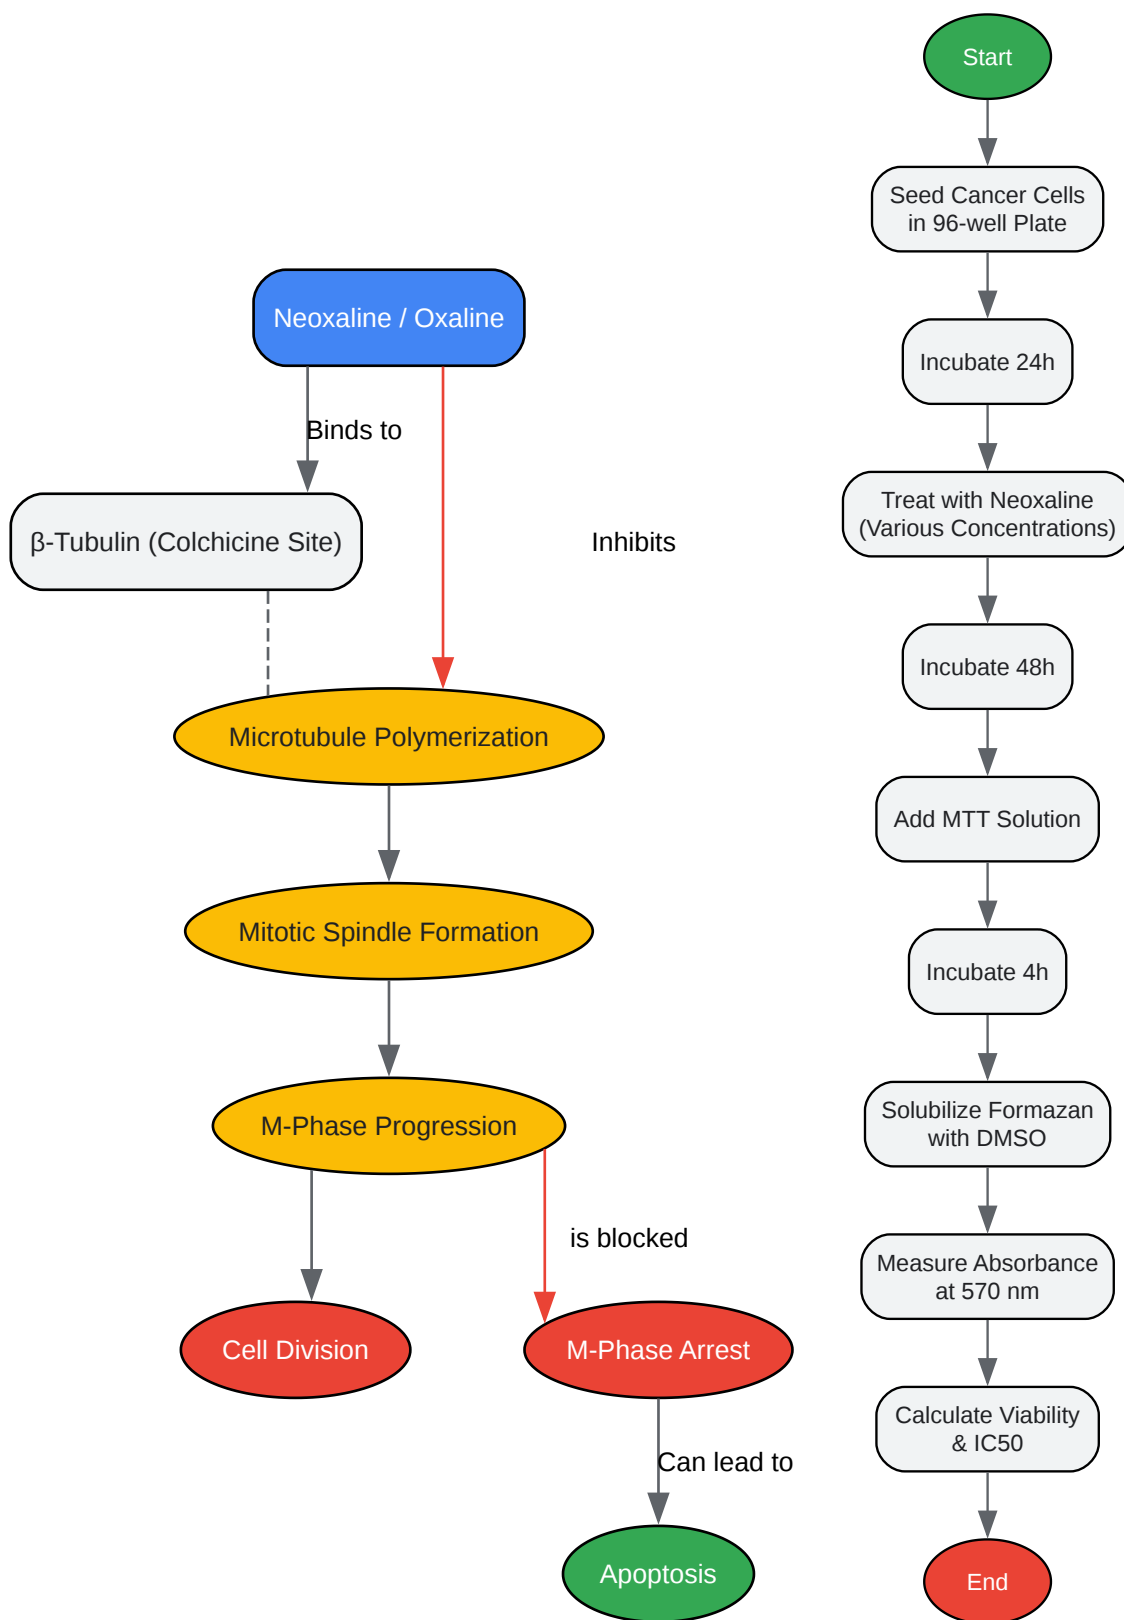 Neoxaline / Oxaline
Binds to
β-Tubulin (Colchicine Site)
Inhibits
Microtubule Polymerization
Mitotic Spindle Formation
M-Phase Progression
is blocked
Cell Division
M-Phase Arrest
Can lead to
Apoptosis
Start
Seed Cancer Cells
in 96-well Plate
Incubate 24h
Treat with Neoxaline
(Various Concentrations)
Incubate 48h
Add MTT Solution
Incubate 4h
Solubilize Formazan
with DMSO
Measure Absorbance
at 570 nm
Calculate Viability
& IC50
End